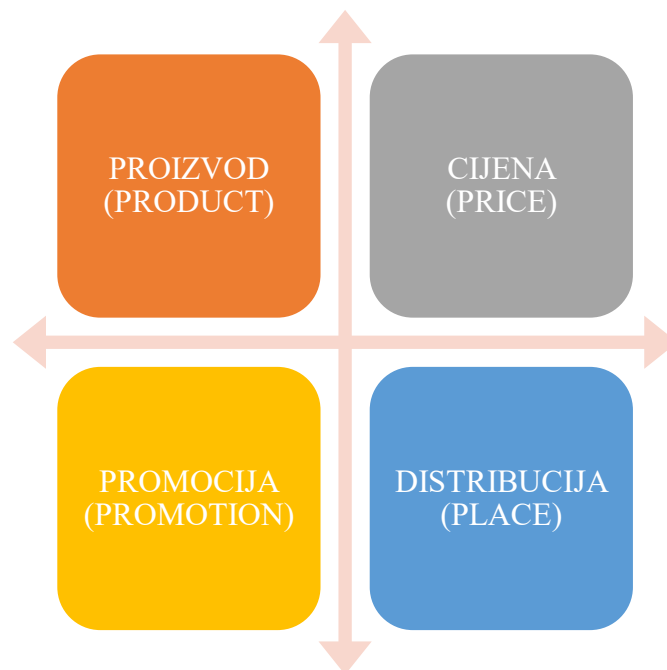 PROIZVOD
(PRODUCT)
CIJENA
(PRICE)
PROMOCIJA
(PROMOTION)
DISTRIBUCIJA
(PLACE)